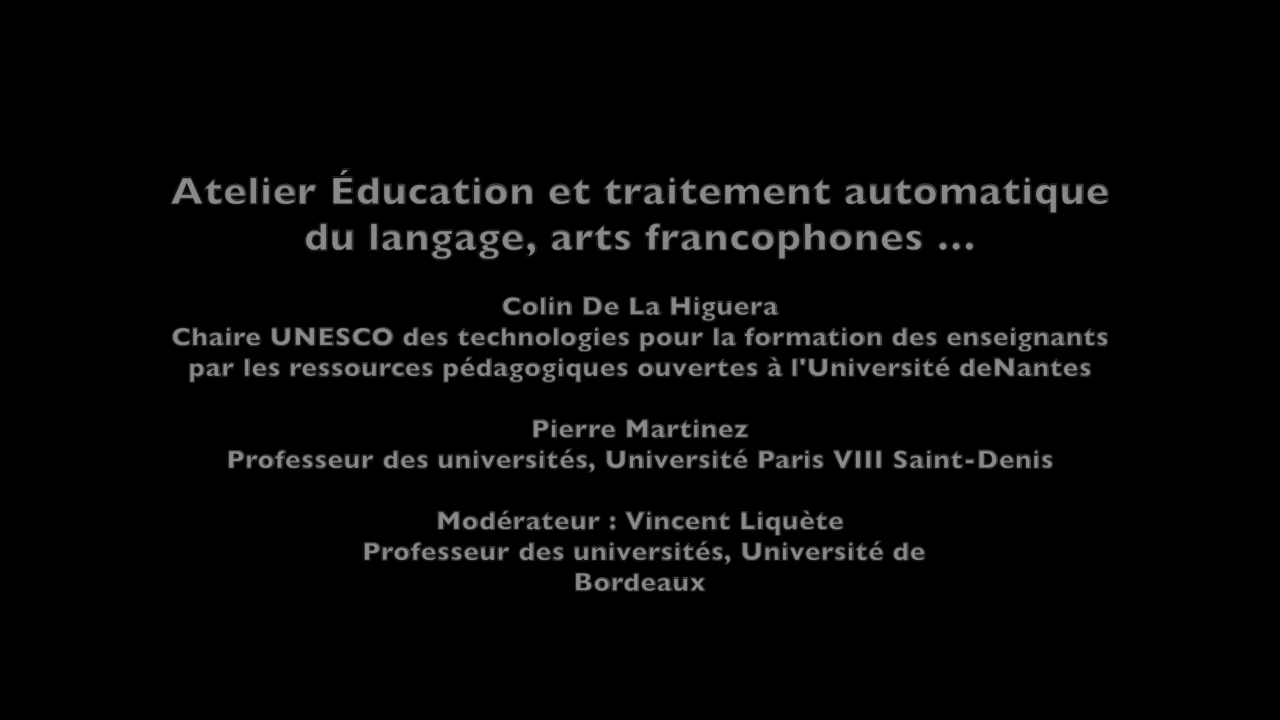 Atelier Éducation et traitement automatique
du langage, arts francophones ...
Colin De La Higuera
Chaire UNESCO des technologies pour la formation des enseignants
par les ressources pédagogiques ouvertes à l'Université deNantes
Pierre Martinez
Professeur des universités, Université Paris VIII Saint-Denis
Modérateur : Vincent Liquète
Professeur des universités, Université de
Bordeaux